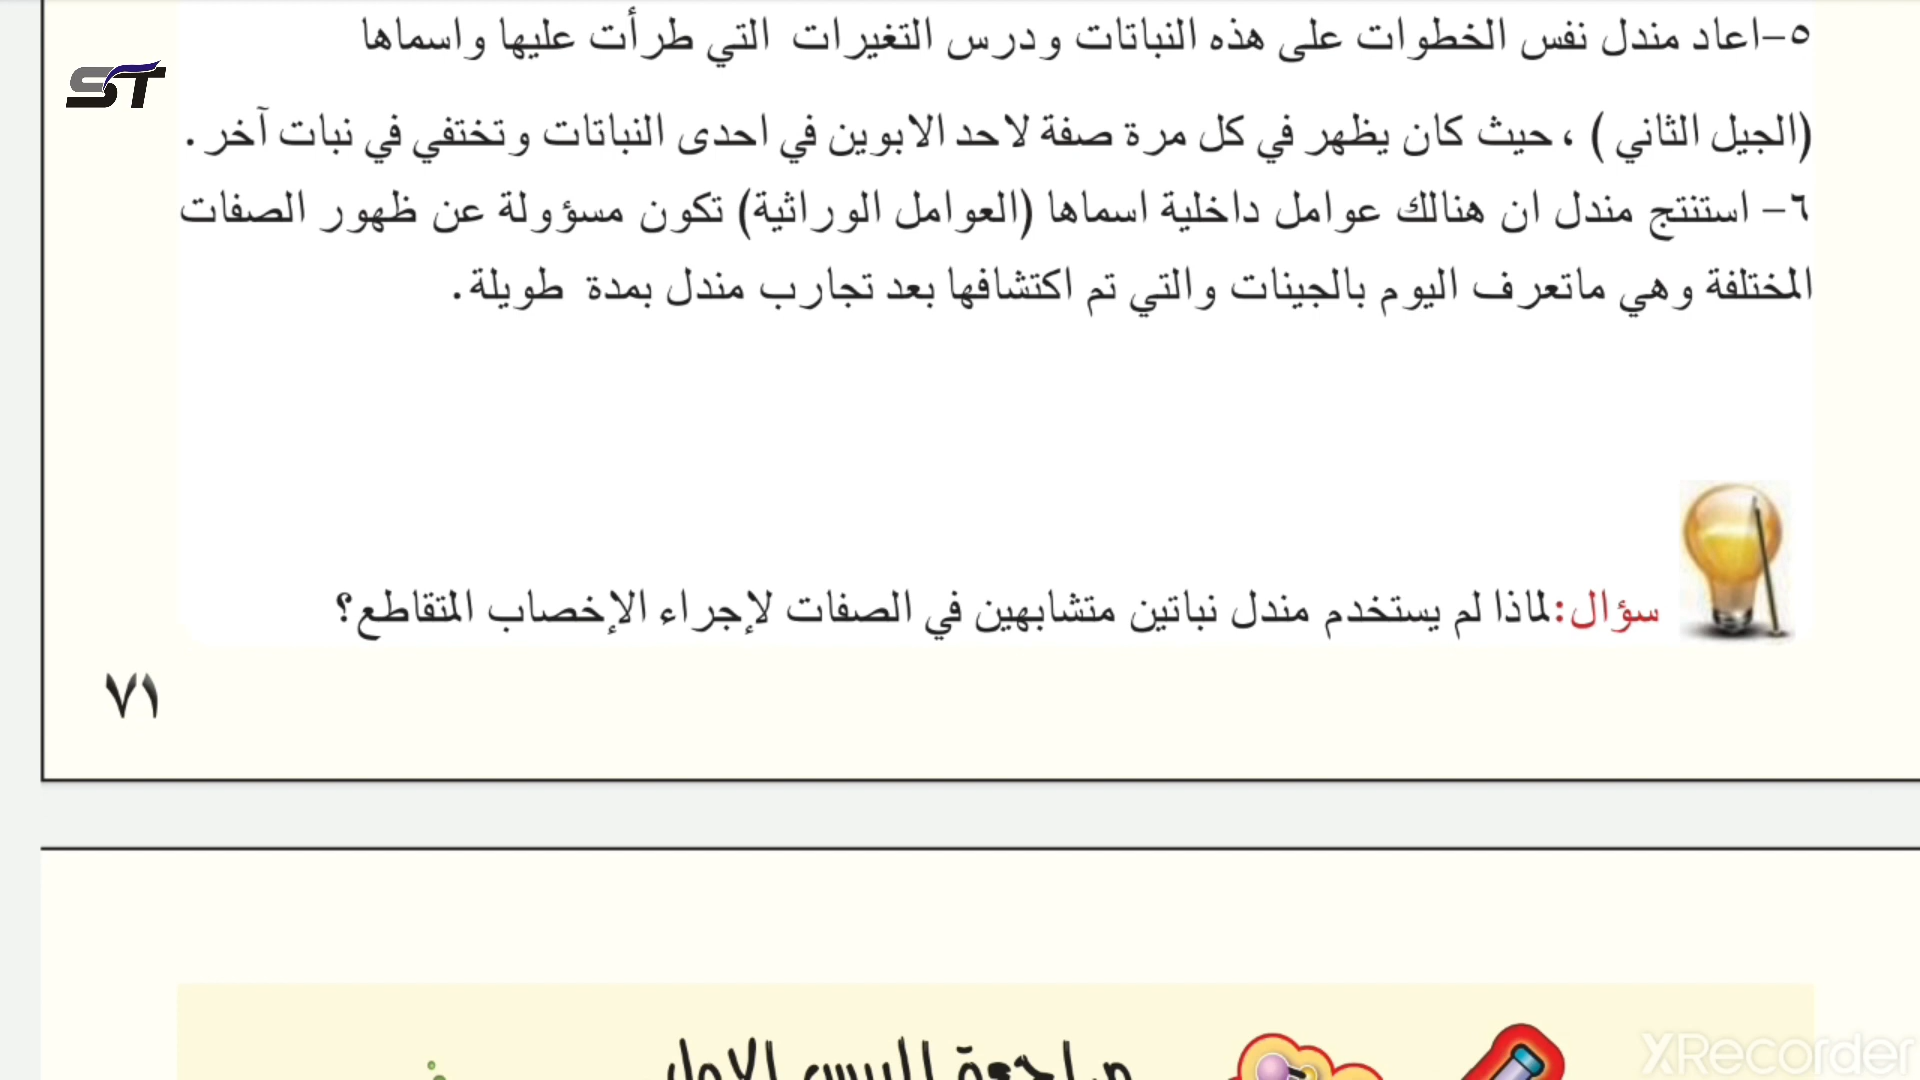 ٥-اعاد مندل نفس الخطوات على هذه النباتات ودرس التغيرات التي طرأت عليها واسماها
(الجيل الثاني ) ، حيث كان يظهر في كل مرة صفة لاحد الابوين في احدى النباتات وتختفي في نبات آخر .
٦- استنتج مندل ان هنالك عوامل داخلية اسماها (العوامل الوراثية) تكون مسؤولة عن ظهور الصفات
المختلفة وهي ماتعرف اليوم بالجينات والتي تم اكتشافها بعد تجارب مندل بمدة طويلة .
سؤال:لماذا لم يستخدم مندل نباتين متشابهين في الصفات لإجراء الإخصاب المتقاطع؟
٧١
ST
XRecorder